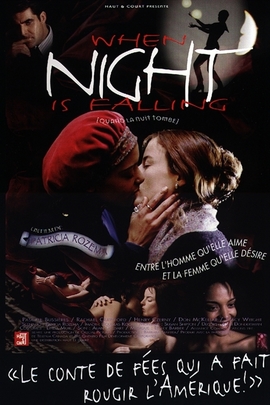 HAUT & COURT PRESENTE
WHEN
NIGHT
IS FALLING
(QUAND LA NUIT TOMBE)
UN FILM DE
PATRICIA ROZEMA
ENTRE L'HOMME QU'ELLE AIME
ET LA FEMME QU'ELLE DÉSIRE
«LE CONTE DE FÉES QUI A FAIT
ROUGIR L'AMÉRIQUE!»